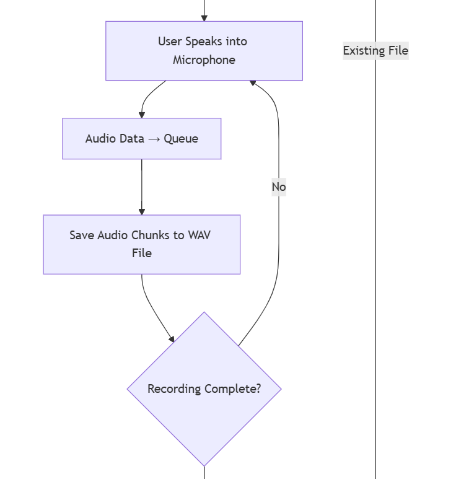 User Speaks into
Microphone
Existing File
Audio Data → Queue
No
Save Audio Chunks to WAV
File
Recording Complete?